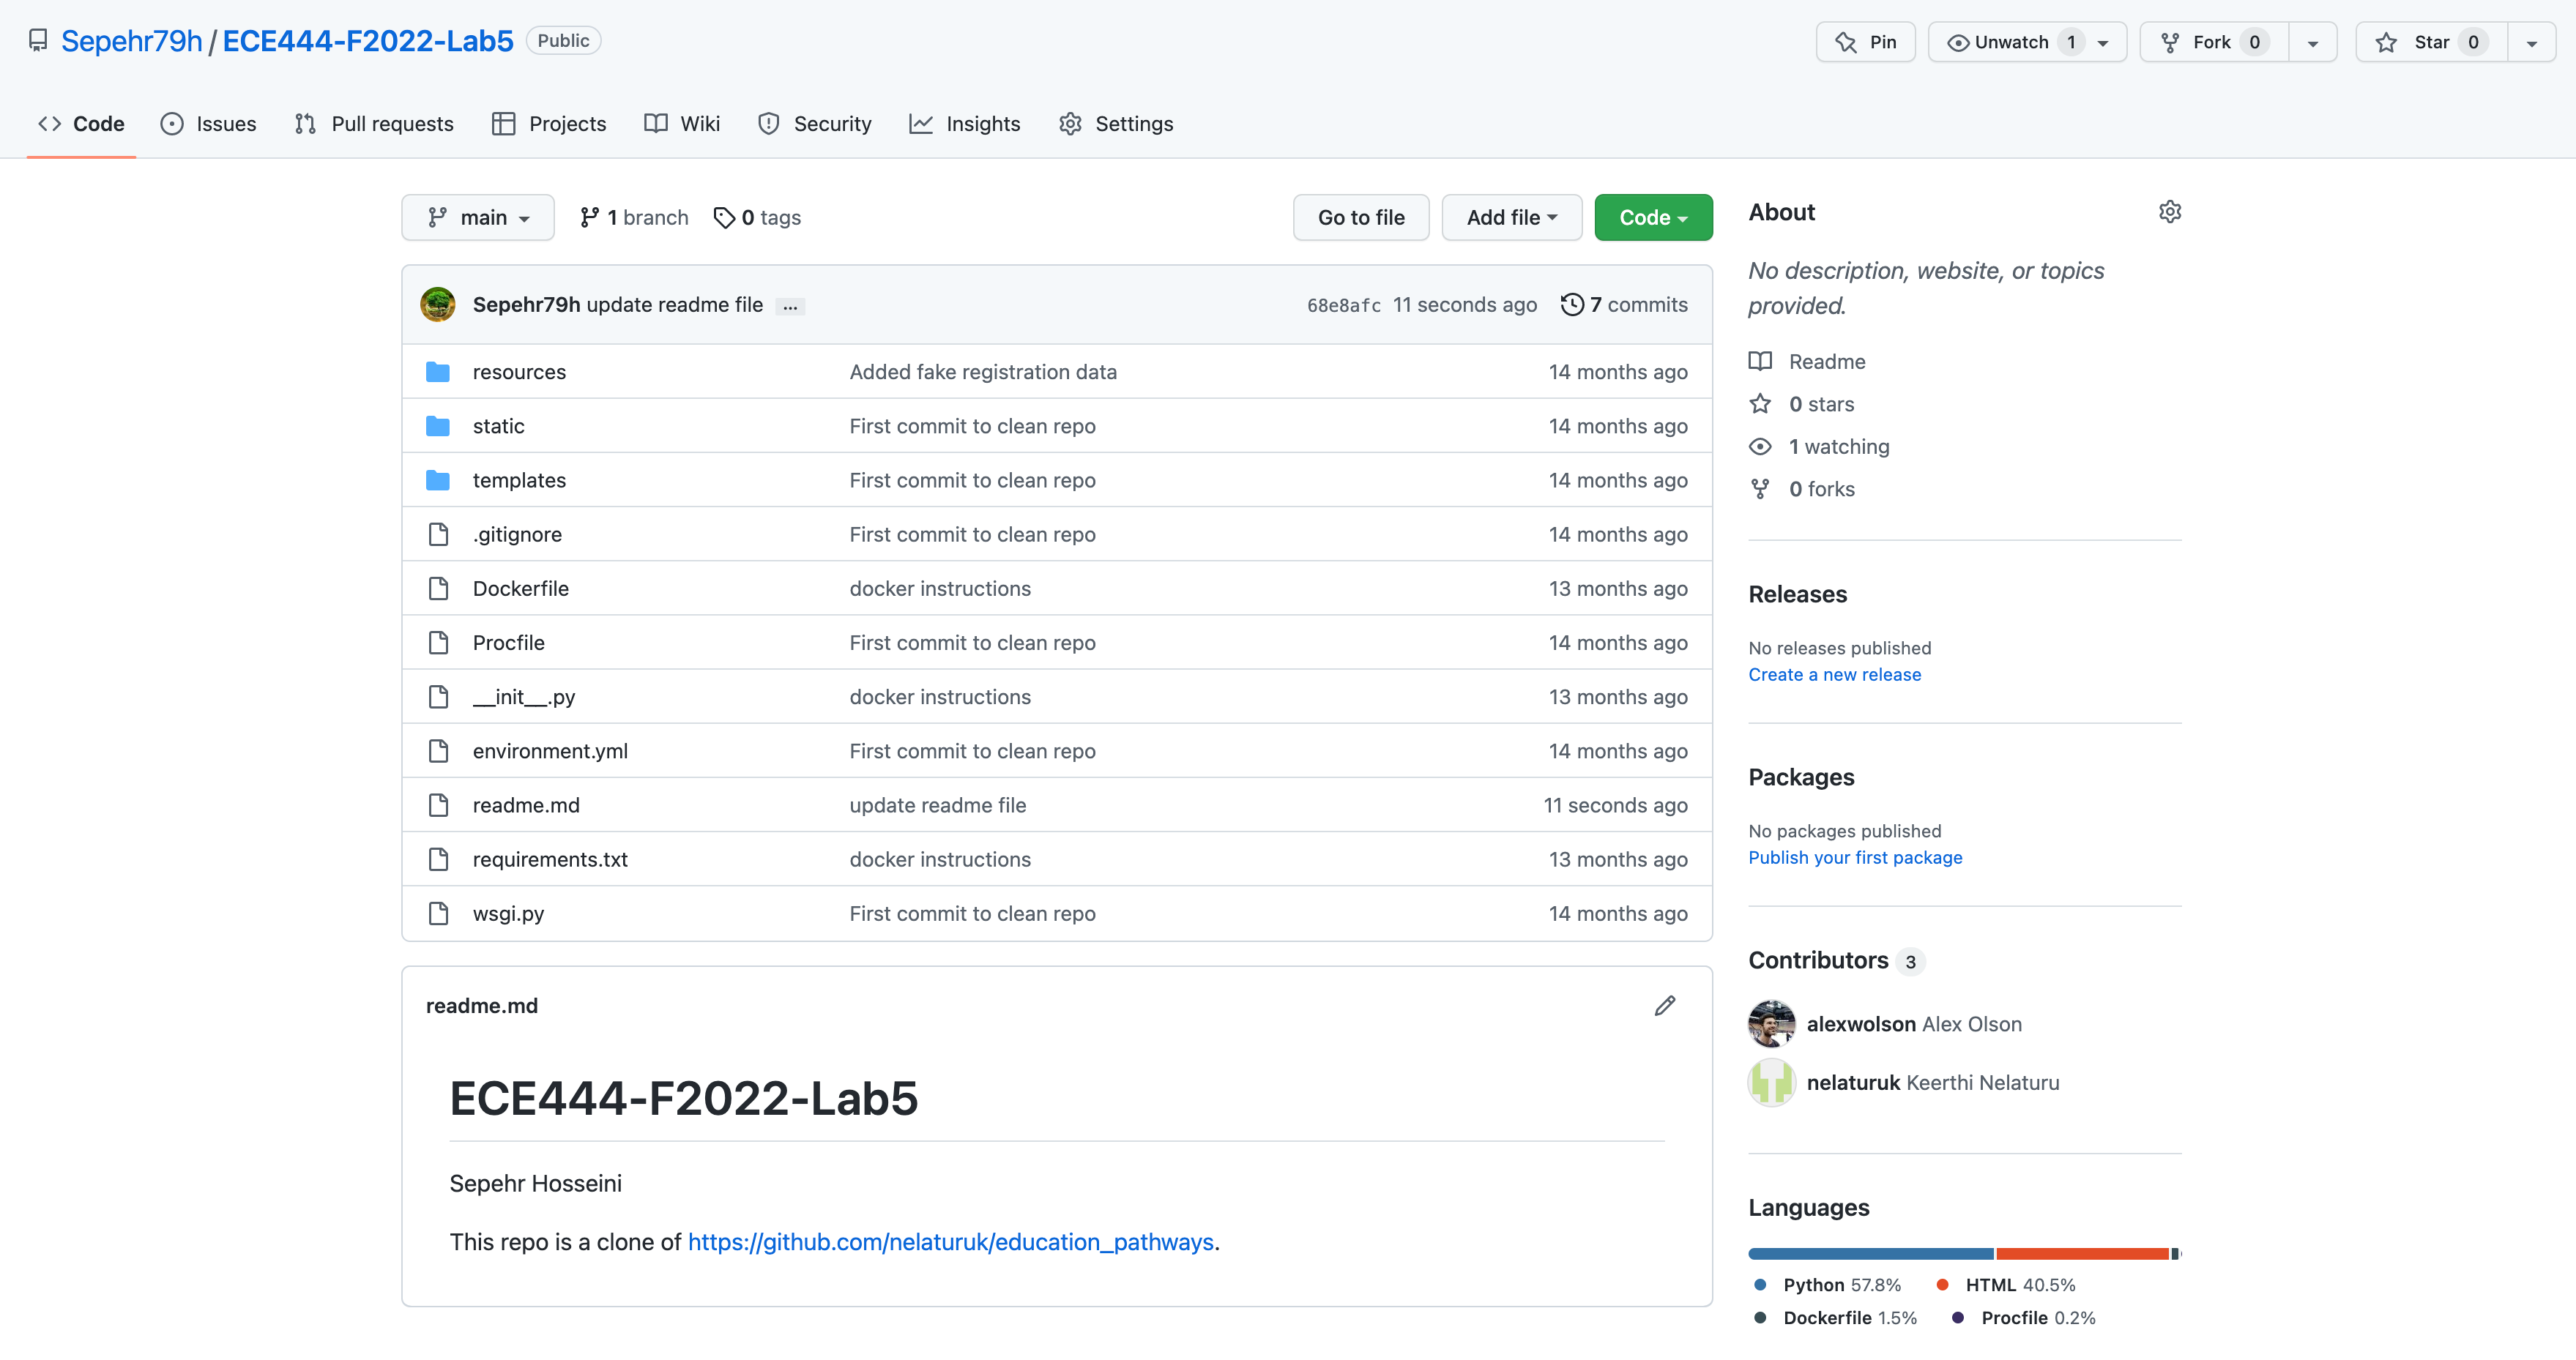 Sepehr79h / ECE444-F2022-Lab5 Public
Pin
Unwatch 1
Fork 0
Star 0
Code
Issues
Pull requests
Projects
Wiki
Security
Insights
Settings
main
1 branch
0 tags
Go to file
Add file
Code
Sepehr79h update readme file ...
68e8afc 11 seconds ago
7 commits
resources Added fake registration data 14 months ago
static First commit to clean repo 14 months ago
templates First commit to clean repo 14 months ago
.gitignore First commit to clean repo 14 months ago
Dockerfile docker instructions 13 months ago
Procfile First commit to clean repo 14 months ago
__init__.py docker instructions 13 months ago
environment.yml First commit to clean repo 14 months ago
readme.md update readme file 11 seconds ago
requirements.txt docker instructions 13 months ago
wsgi.py First commit to clean repo 14 months ago
readme.md
ECE444-F2022-Lab5
Sepehr Hosseini
This repo is a clone of https://github.com/nelaturuk/education_pathways.
About
No description, website, or topics
provided.
Readme
0 stars
1 watching
0 forks
Releases
No releases published
Create a new release
Packages
No packages published
Publish your first package
Contributors 3
alexwolson Alex Olson
nelaturuk Keerthi Nelaturu
Languages
Python 57.8%
HTML 40.5%
Dockerfile 1.5%
Procfile 0.2%